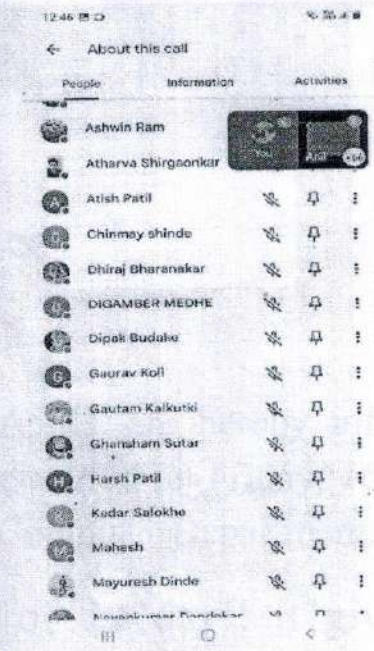 12:46
About this call
People Information Activities
Ashwin Ram
You
Atharva Shirgaonkar
Atish Patil
Chinmay shinde
Dhiraj Bharanakar
DIGAMBER MEDHE
Dipak Budake
Gaurav Koli
Gautam Kalkutki
Ghansham Sutar
Harsh Patil
Kedar Salokhe
Mahesh
Mayuresh Dinde